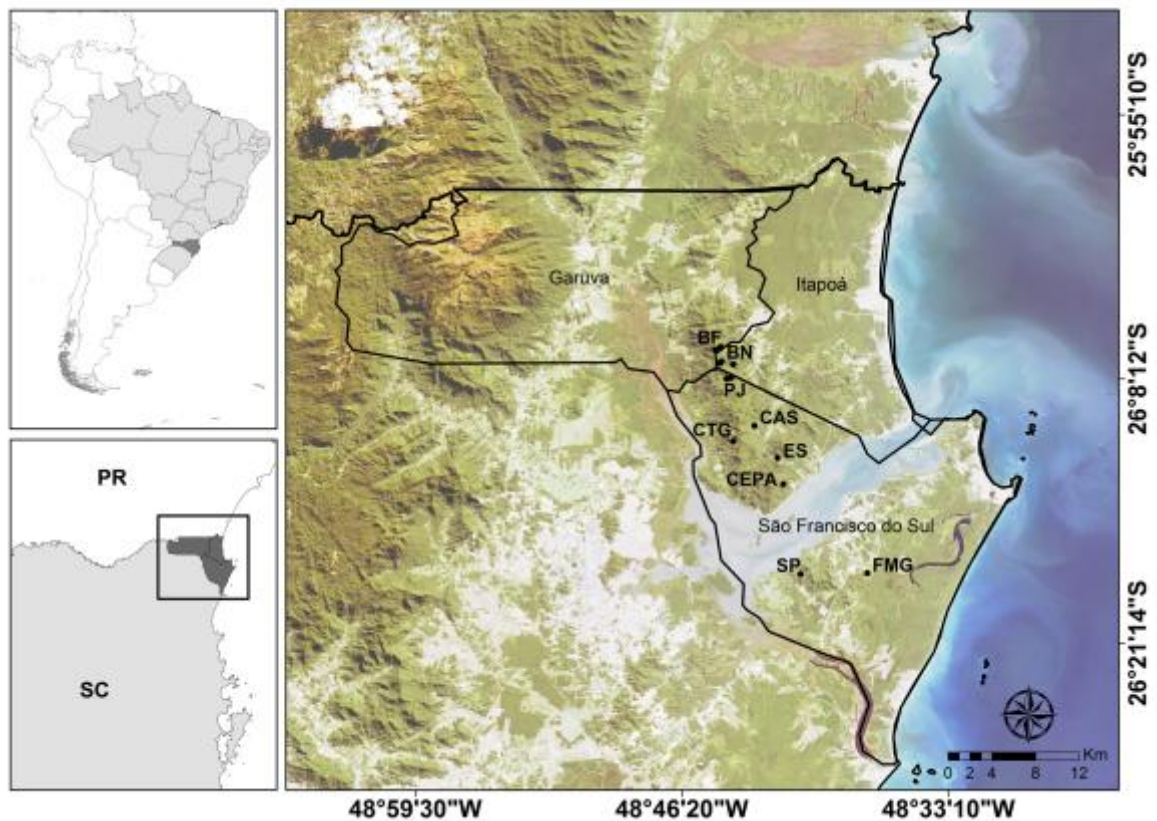 PR
SC
Garuva
Itapoá
BF
BN
PJ
CAS
CTG
ES
CEPA
São Francisco do Sul
SP
FMG
Km
0 2 4 8 12
25°55'10"S
26°8'12"S
26°21'14"S
48°59'30"W
48°46'20"W
48°33'10"W